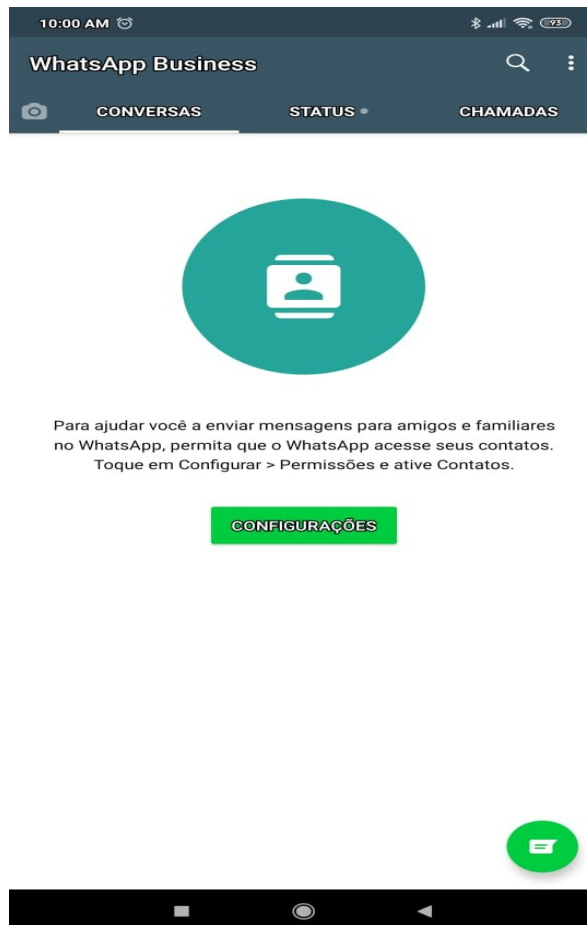 10:00 AM 93
WhatsApp Business
CONVERSAS STATUS CHAMADAS
Para ajudar você a enviar mensagens para amigos e familiares
no WhatsApp, permita que o WhatsApp acesse seus contatos.
Toque em Configurar > Permissões e ative Contatos.
CONFIGURAÇÕES